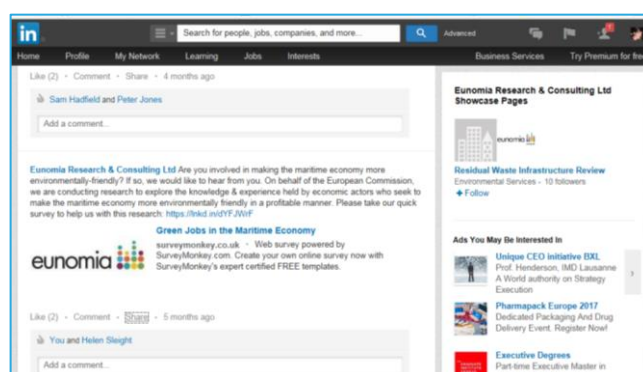 in
Search for people, jobs, companies, and more...
Advanced
Home Profile My Network Learning Jobs Interests
Business Services Try Premium for fre
Like (2) • Comment • Share • 4 months ago
Sam Hadfield and Peter Jones
Add a comment...
Eunomia Research & Consulting Ltd Are you involved in making the maritime economy more
environmentally-friendly? If so, we would like to hear from you. On behalf of the European Commission,
we are conducting research to explore the knowledge & experience held by economic actors who seek to
make the maritime economy more environmentally friendly in a profitable manner. Please take our quick
survey to help us with this research: https://lnkd.in/dYFJWrF
Green Jobs in the Maritime Economy
surveymonkey.co.uk • Web survey powered by
SurveyMonkey.com. Create your own online survey now with
SurveyMonkey's expert certified FREE templates.
eunomia
Like (2) • Comment • Share • 5 months ago
You and Helen Sleight
Add a comment...
Eunomia Research & Consulting Ltd
Showcase Pages
eunomia
Residual Waste Infrastructure Review
Environmental Services - 10 followers
+ Follow
Ads You May Be Interested In
Unique CEO initiative BXL
Prof. Henderson, IMD Lausanne
A World authority on Strategy
Execution
Pharmapack Europe 2017
Dedicated Packaging And Drug
Delivery Event. Register Now!
Executive Degrees
Part-time Executive Master in